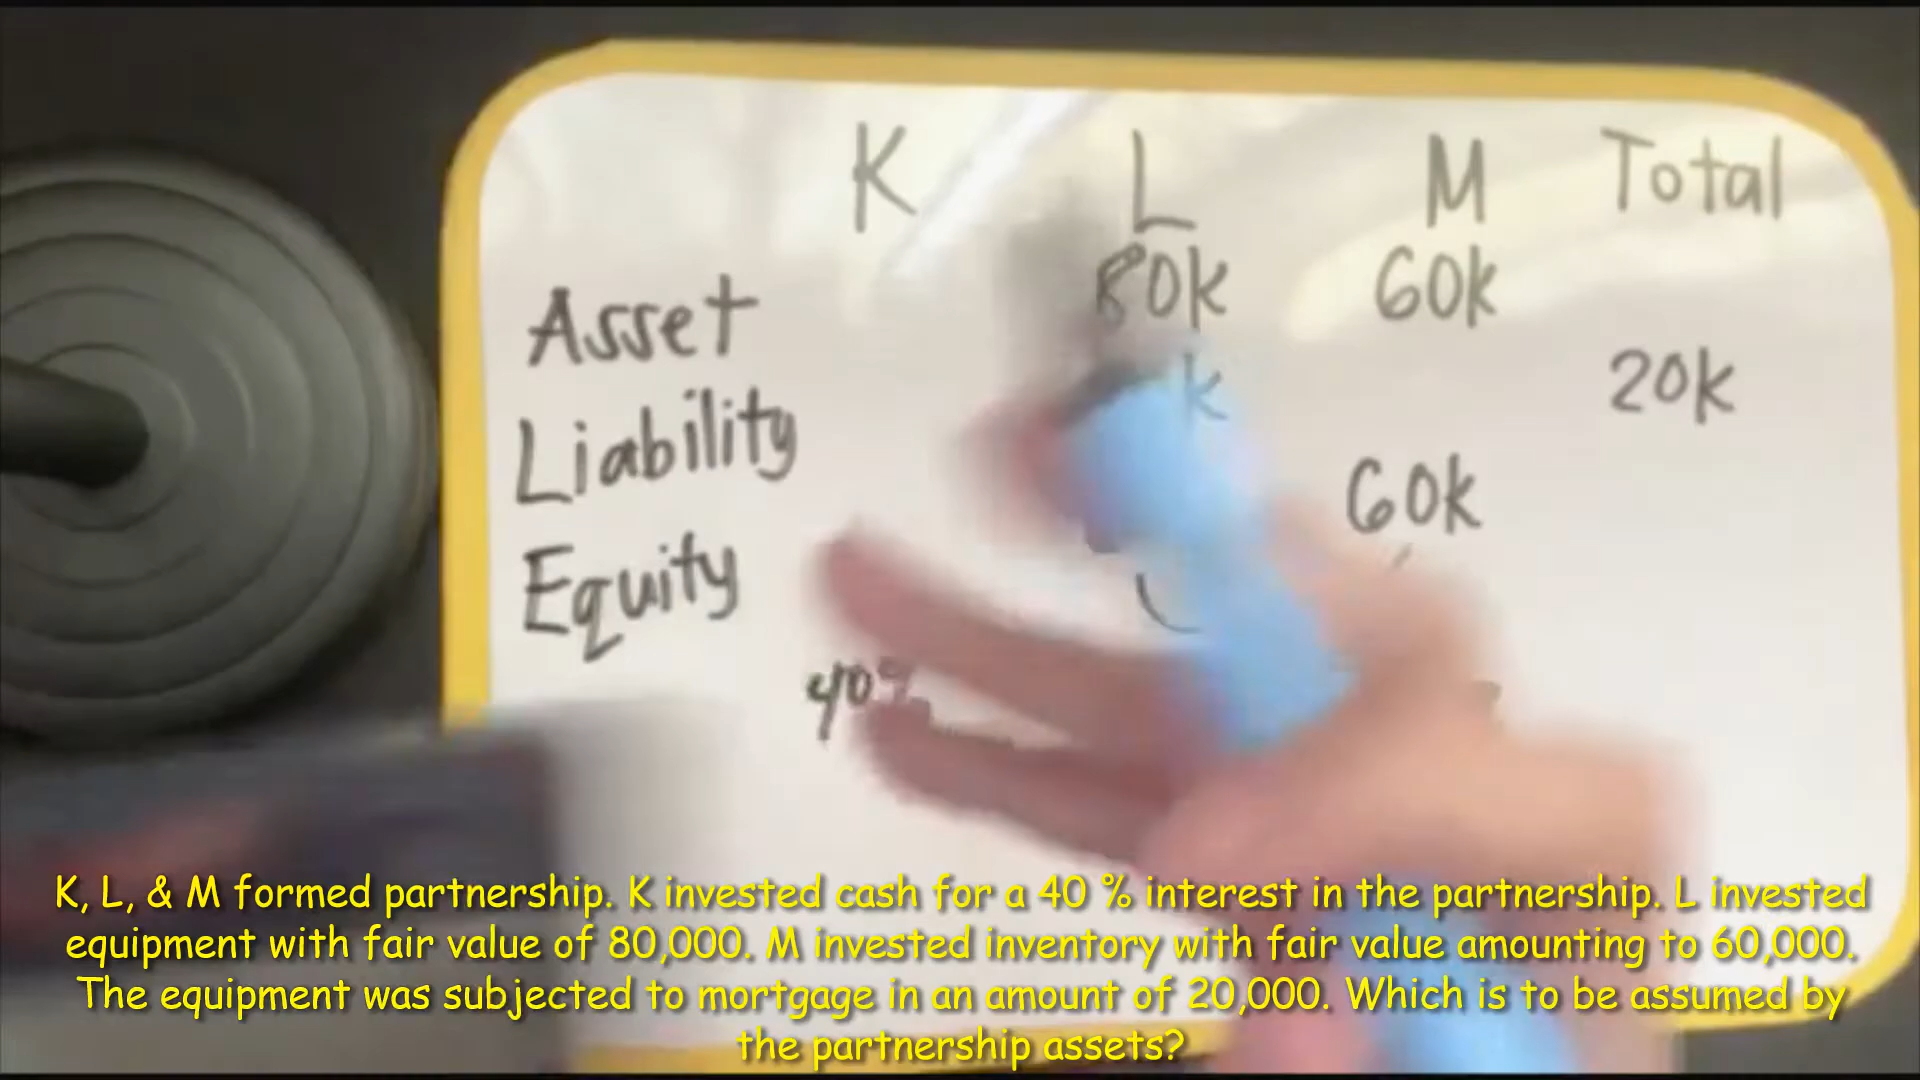 K L M Total
Asset 80k 60k
Liability k 20k
Equity 60k
40%
K, L, & M formed partnership. K invested cash for a 40 % interest in the partnership. L invested
equipment with fair value of 80,000. M invested inventory with fair value amounting to 60,000.
The equipment was subjected to mortgage in an amount of 20,000. Which is to be assumed by
the partnership assets?